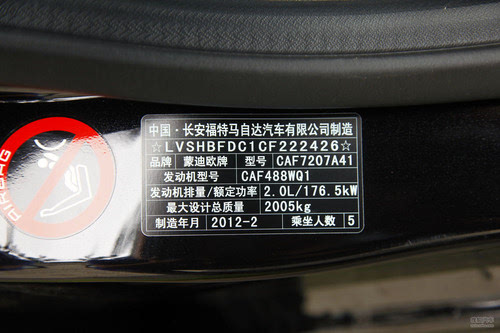 中国·长安福特马自达汽车有限公司制造
☆LVSHBFDC1CF222426☆
品牌 蒙迪欧牌 型号 CAF7207A41
发动机型号 CAF488WQ1
发动机排量/额定功率 2.0L/176.5kW
最大设计总质量 2005kg
制造年月 2012-2 乘坐人数 5
AIRBAG